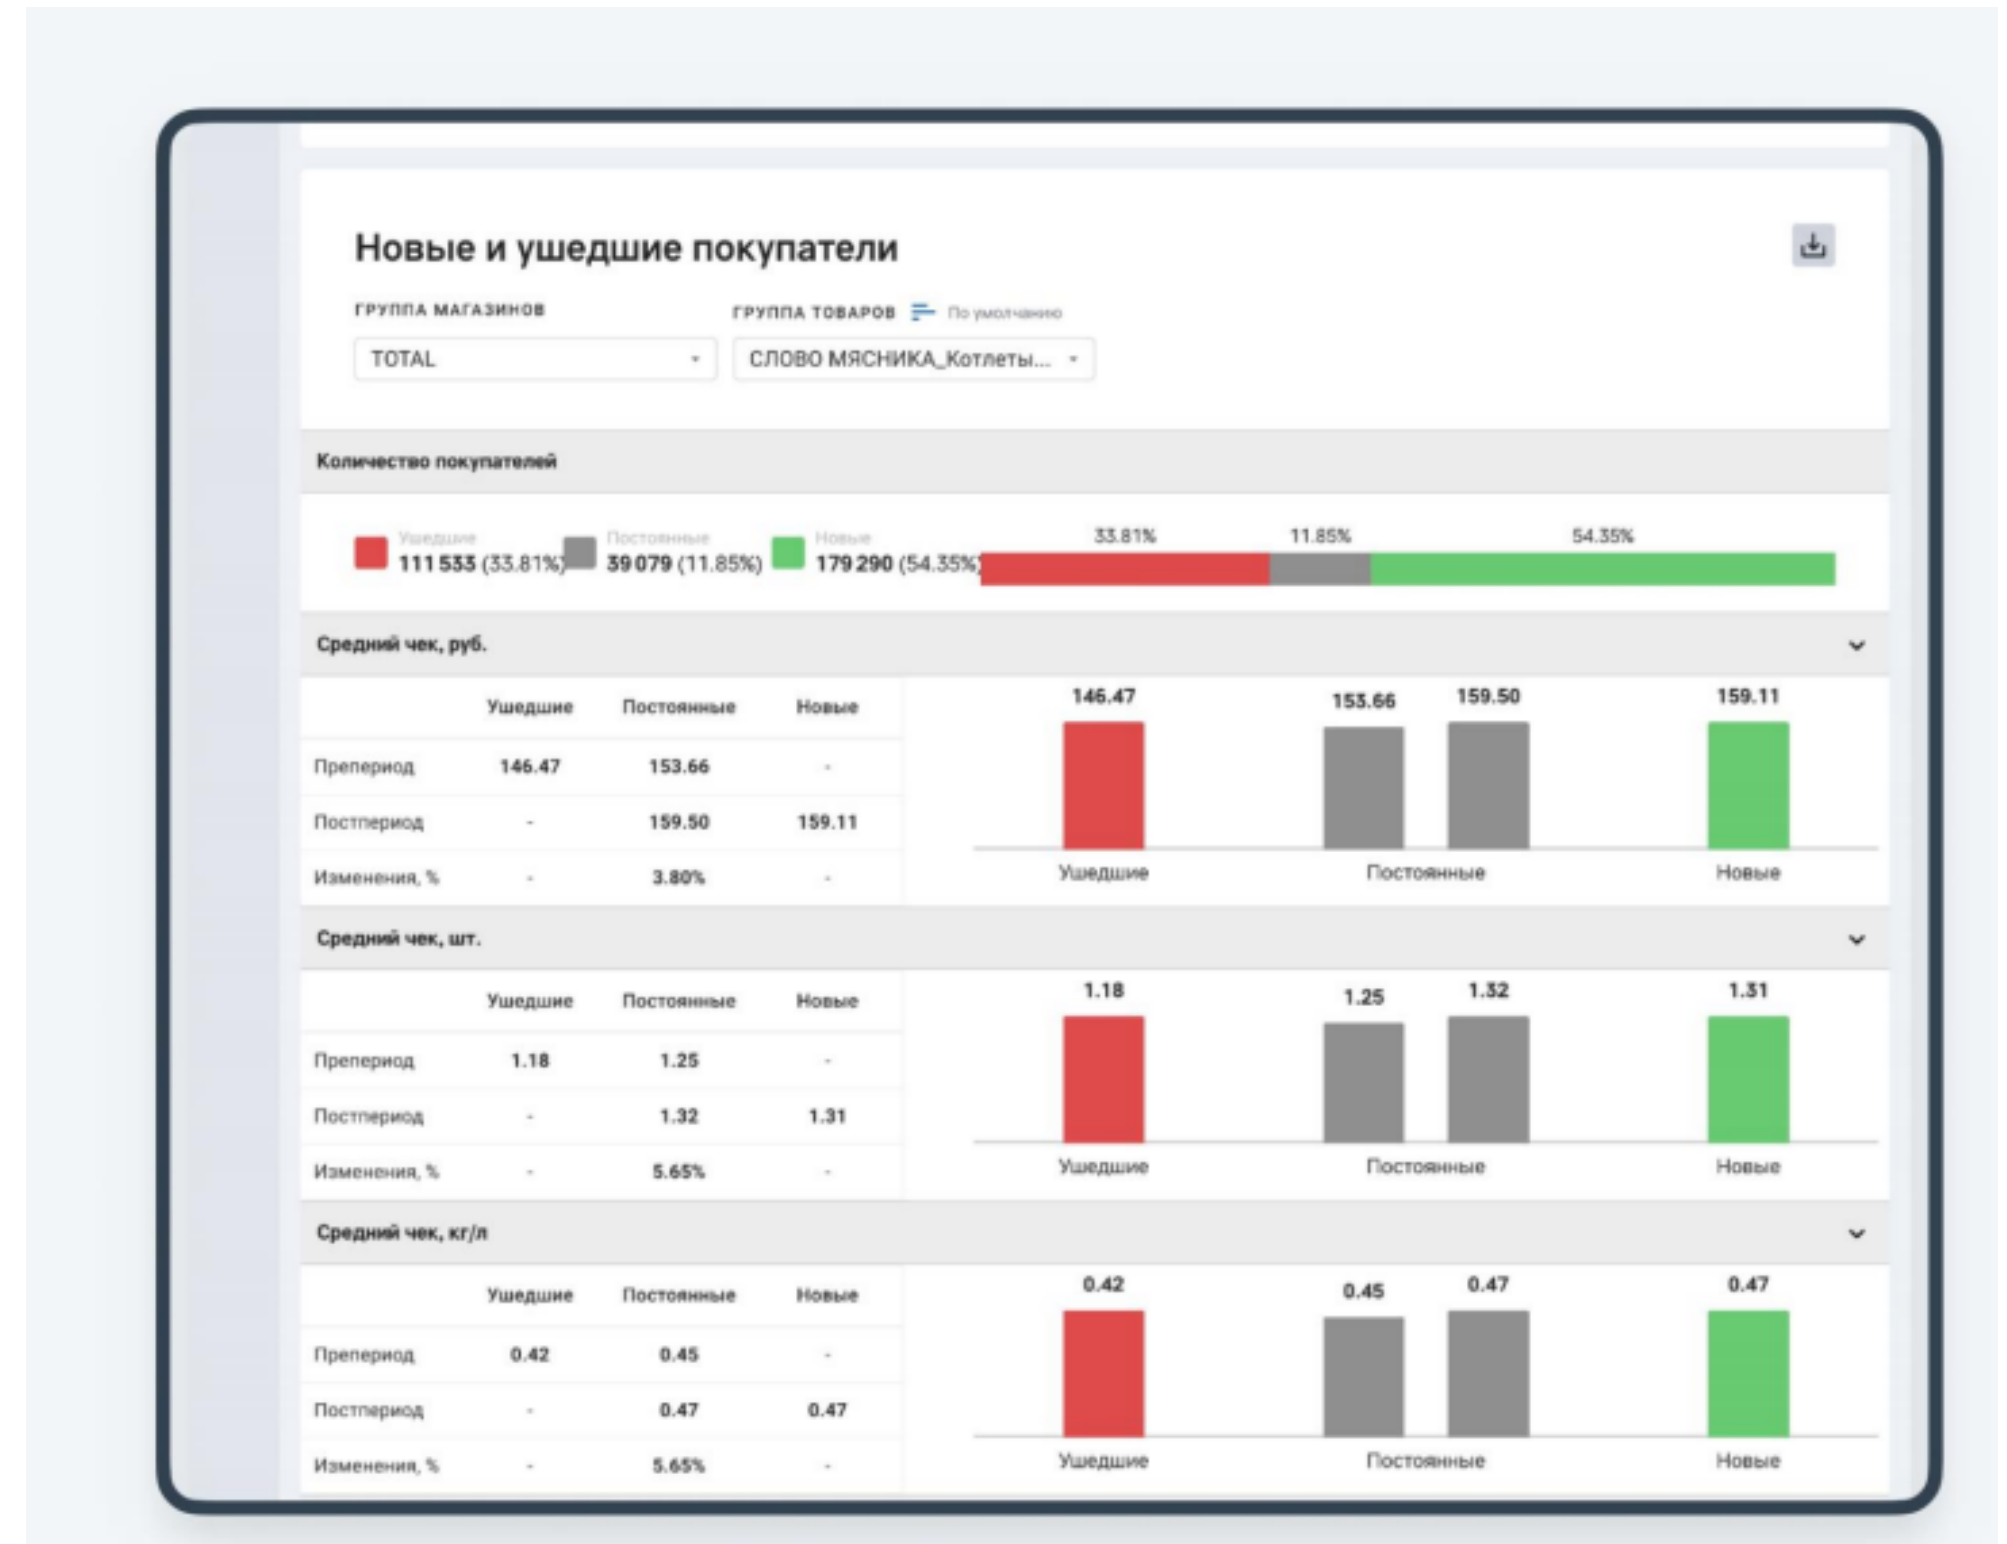 Новые и ушедшие покупатели
ГРУППА МАГАЗИНОВ ГРУППА ТОВАРОВ По умолчанию
TOTAL СЛОВО МЯСНИКА_Котлеты...
Количество покупателей
Ушедшие Постоянные Новые 33.81% 11.85% 54.35%
111 533 (33.81%) 39 079 (11.85%) 179 290 (54.35%)
Средний чек, руб.
Ушедшие Постоянные Новые 146.47 153.66 159.50 159.11
Препериод 146.47 153.66 -
Постпериод - 159.50 159.11
Изменения, % - 3.80% - Ушедшие Постоянные Новые
Средний чек, шт.
Ушедшие Постоянные Новые 1.18 1.25 1.32 1.31
Препериод 1.18 1.25 -
Постпериод - 1.32 1.31
Изменения, % - 5.65% - Ушедшие Постоянные Новые
Средний чек, кг/л
Ушедшие Постоянные Новые 0.42 0.45 0.47 0.47
Препериод 0.42 0.45 -
Постпериод - 0.47 0.47
Изменения, % - 5.65% - Ушедшие Постоянные Новые